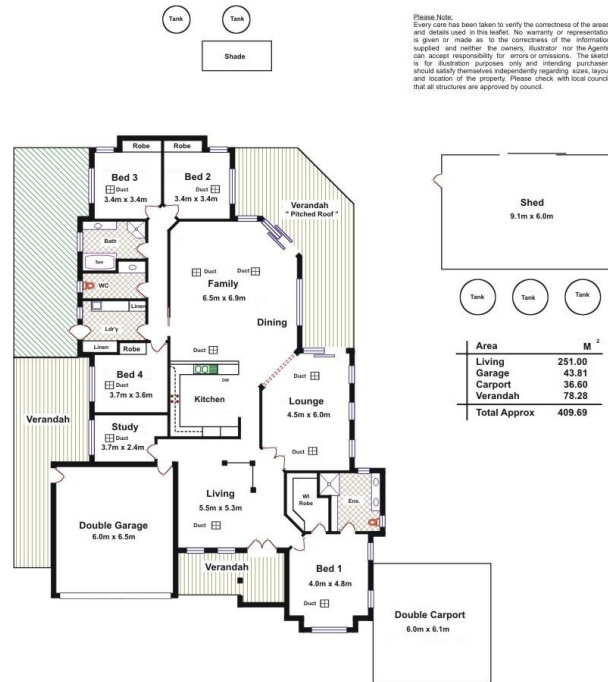 Tank
Tank
Shade
Please Note:
Every care has been taken to verify the correctness of the areas
and details used in this leaflet. No warranty or representation
is given or made as to the correctness of the information
supplied and neither the owners, illustrator nor the Agents
can accept responsibility for errors or omissions. The sketch
is for illustration purposes only and intending purchasers
should satisfy themselves independently regarding sizes, layout
and location of the property. Please check with local council
that all structures are approved by council.
Robe
Robe
Bed 3
Duct
3.4m x 3.4m
Bed 2
Duct
3.4m x 3.4m
Verandah
" Pitched Roof "
Shed
9.1m x 6.0m
Bath
Spa
WC
Linen
Ldr'y
Linen
Robe
Duct
Duct
Family
6.5m x 6.9m
Dining
Duct
Tank
Tank
Tank
Area M ²
Living 251.00
Garage 43.81
Carport 36.60
Verandah 78.28
Total Approx 409.69
Bed 4
Duct
3.7m x 3.6m
DW
Kitchen
Duct
Lounge
4.5m x 6.0m
Duct
Verandah
Study
Duct
3.7m x 2.4m
Living
5.5m x 5.3m
Duct
WI
Robe
Ens.
Double Garage
6.0m x 6.5m
Verandah
Bed 1
4.0m x 4.8m
Duct
Double Carport
6.0m x 6.1m